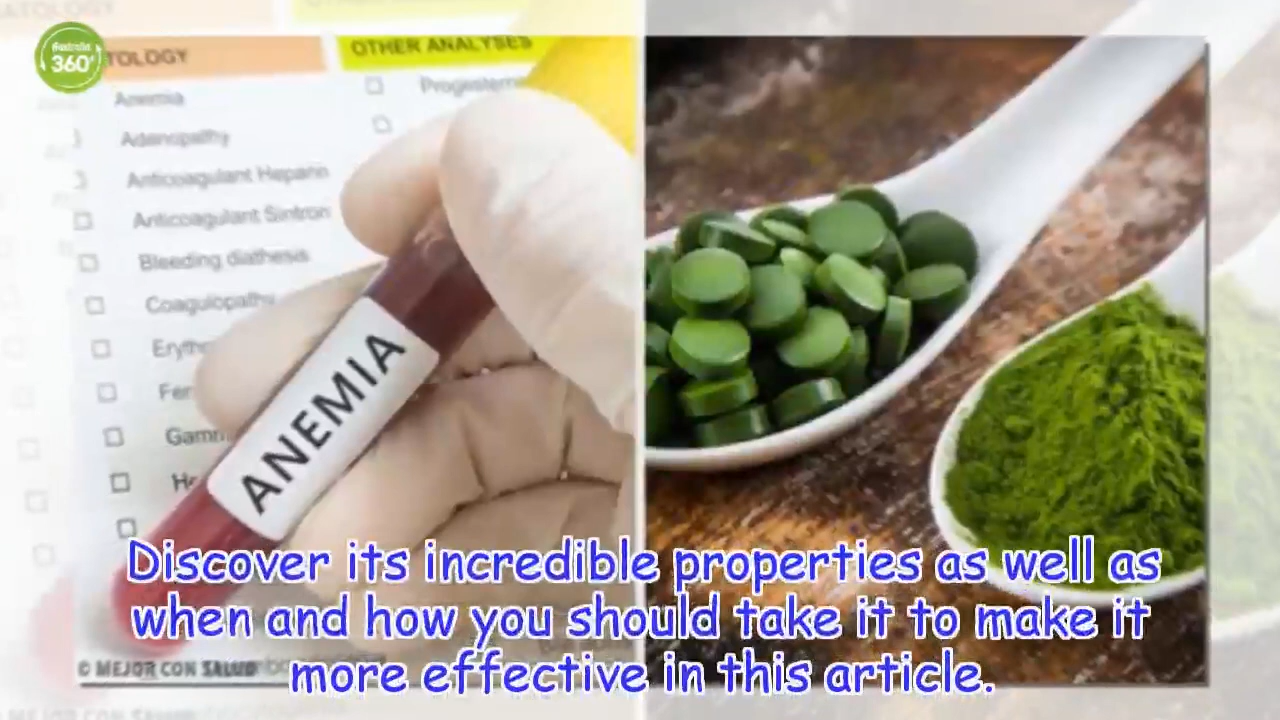 360°
TOLOGY
OTHER ANALYSES
Anemia
Adenopathy
Anticoagulant Heparin
Anticoagulant Sintron
Bleeding diathesis
Coagulopathy
ANEMIA
Discover its incredible properties as well as
when and how you should take it to make it
more effective in this article.
© MEJOR CON SALUD